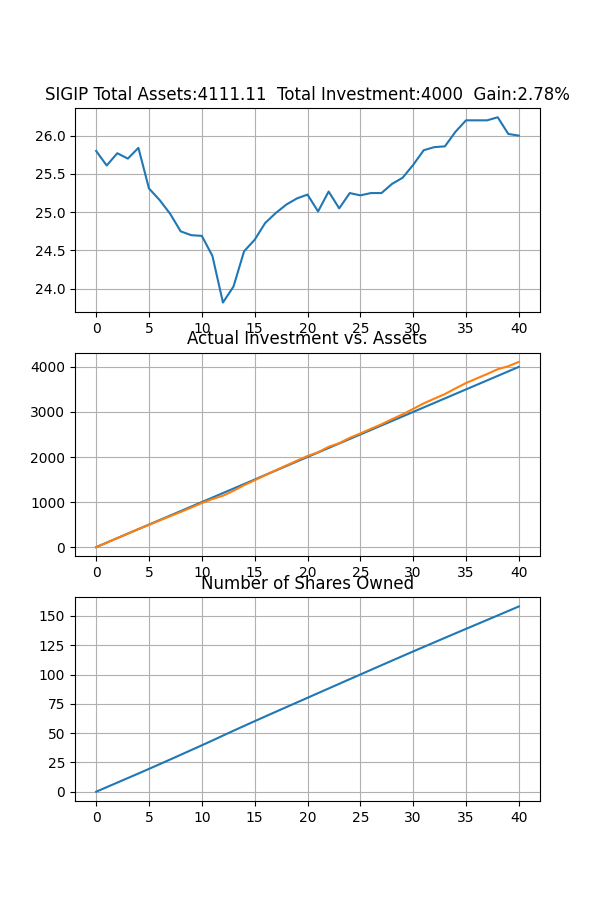 SIGIP Total Assets:4111.11  Total Investment:4000  Gain:2.78%
26.0
25.5
25.0
24.5
24.0
0 5 10 15 20 25 30 35 40
Actual Investment vs. Assets
4000
3000
2000
1000
0
0 5 10 15 20 25 30 35 40
Number of Shares Owned
150
125
100
75
50
25
0
0 5 10 15 20 25 30 35 40